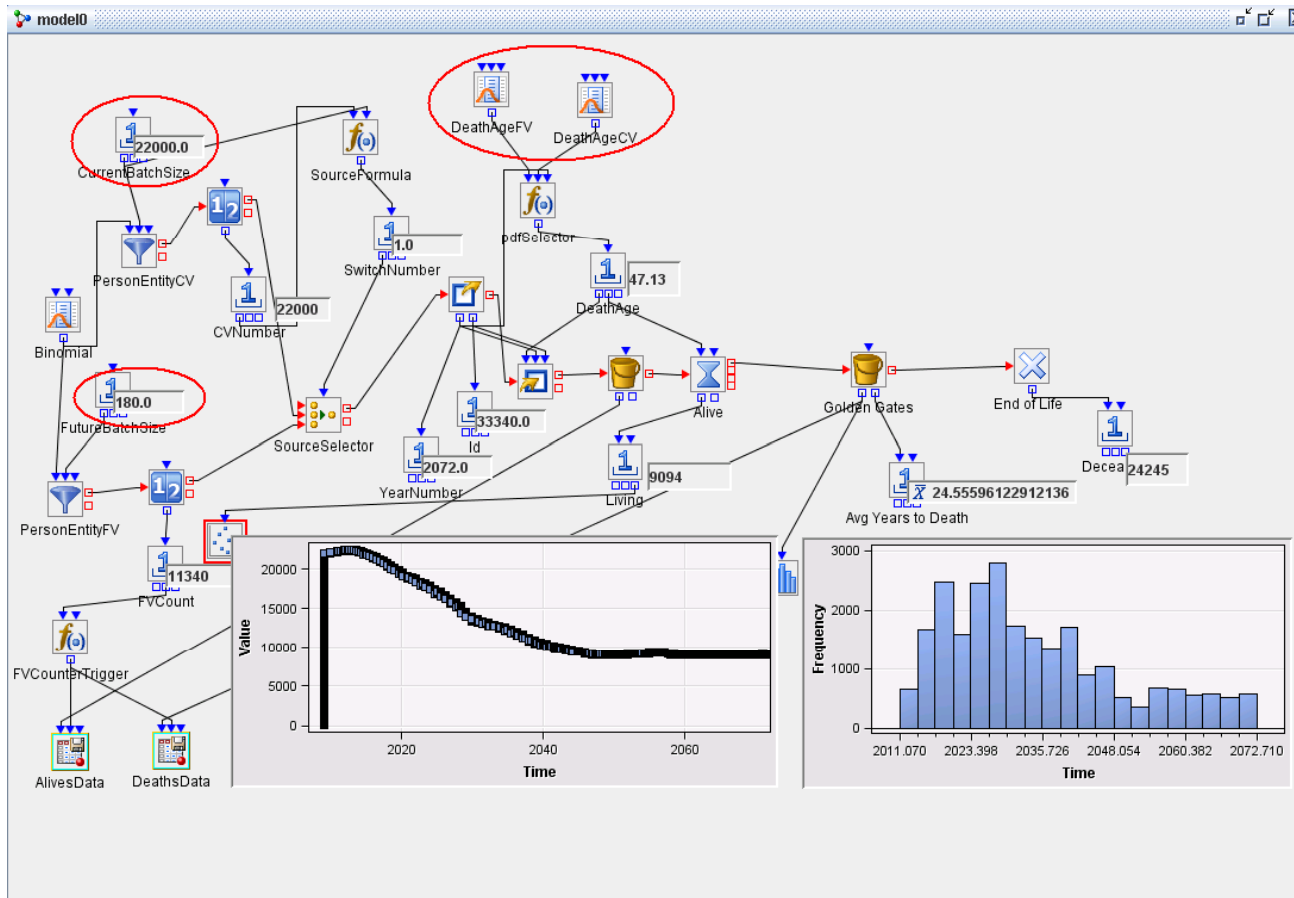 model0
DeathAgeFV
DeathAgeCV
22000.0
CurrentBatchSize
SourceFormula
pdfSelector
1.0
SwitchNumber
PersonEntityCV
47.13
DeathAge
22000
CVNumber
Binomial
180.0
FutureBatchSize
SourceSelector
33340.0
Id
2072.0
YearNumber
Alive
Golden Gates
End of Life
9094
Living
24245
24.55596122912136
Avg Years to Death
PersonEntityFV
11340
FVCount
FVCounterTrigger
AlivesData
DeathsData
20000
15000
10000
5000
0
Value
2020
2040
2060
Time
3000
2000
1000
0
Frequency
2011.070
2023.398
2035.726
2048.054
2060.382
2072.710
Time